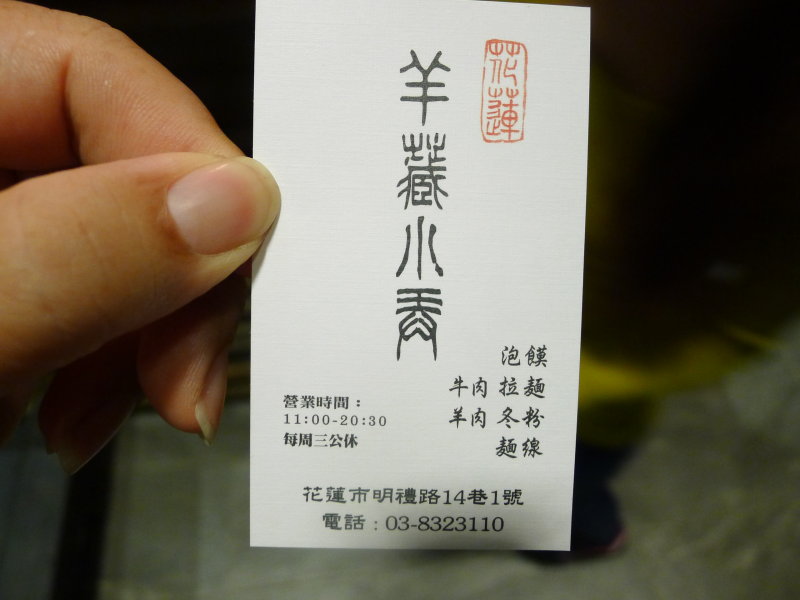 花蓮
羊藏小
泡饃
牛肉 拉麵
羊肉 冬粉
麵線
營業時間：
11:00-20:30
每周三公休
花蓮市明禮路14巷1號
電話：03-8323110